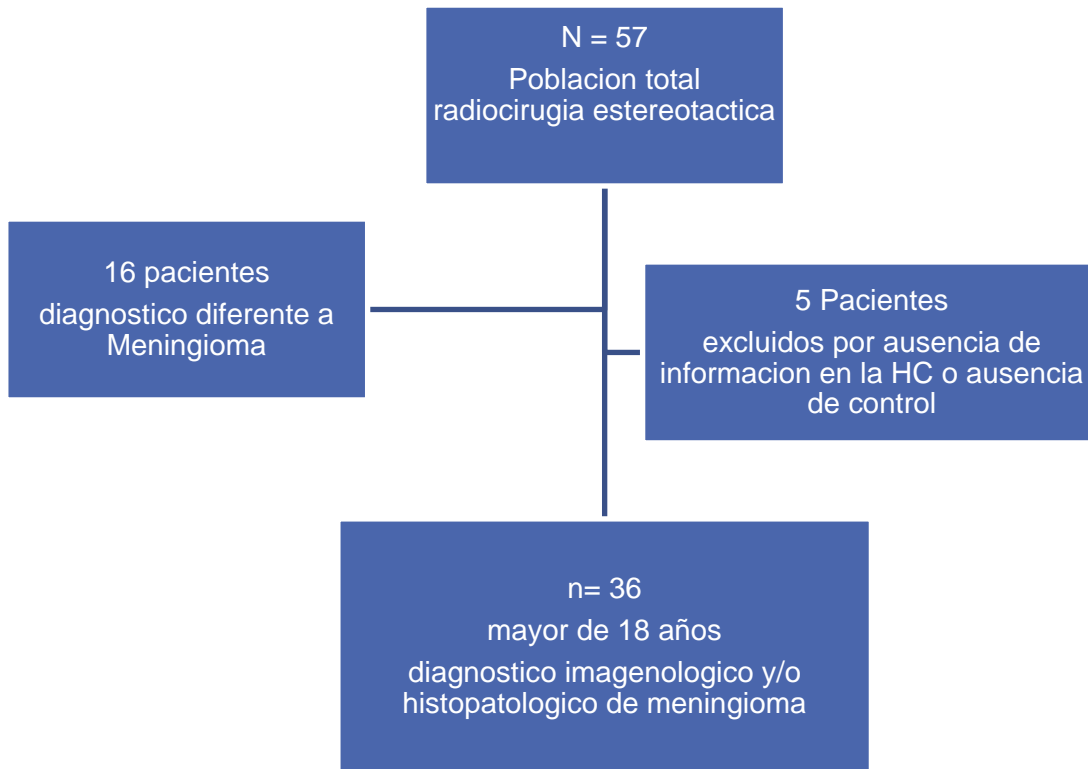 N = 57
Poblacion total
radiocirugia estereotactica
16 pacientes
diagnostico diferente a
Meningioma
5 Pacientes
excluidos por ausencia de
informacion en la HC o ausencia
de control
n= 36
mayor de 18 años
diagnostico imagenologico y/o
histopatologico de meningioma